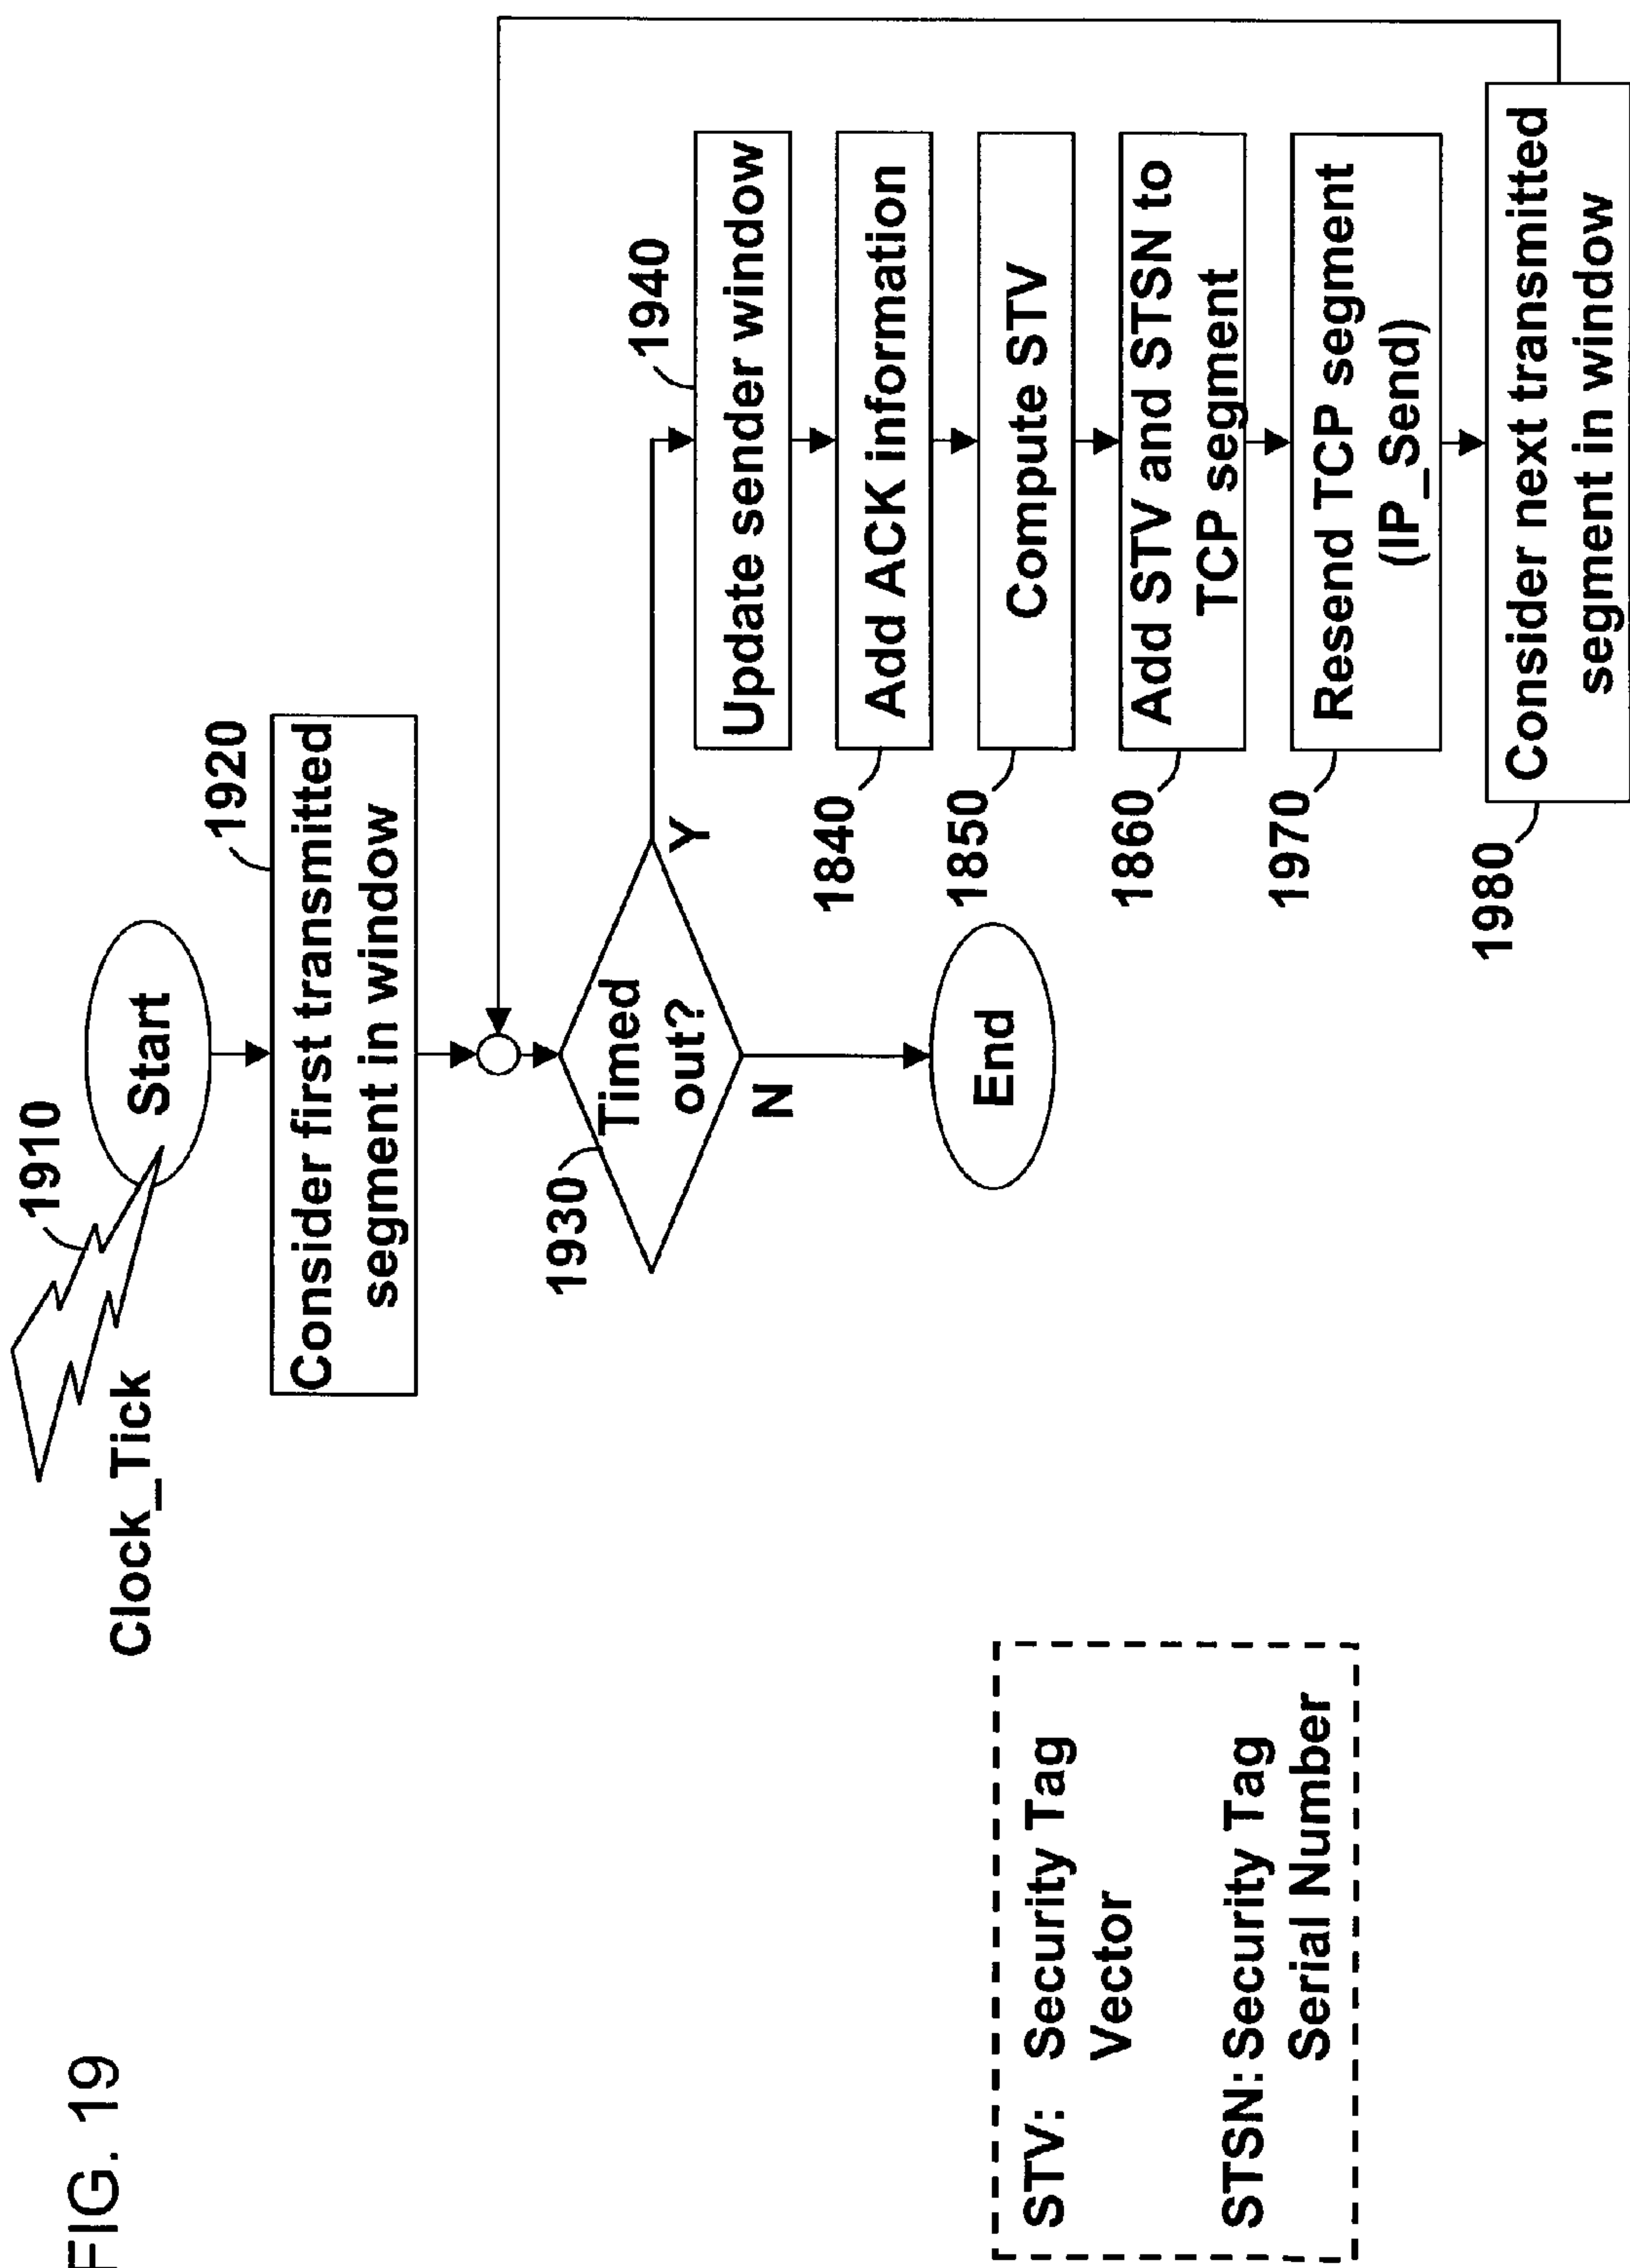 FIG. 19
1910
Clock_Tick
Start
1920
Consider first transmitted
segment in window
1930
Timed
out?
Y
N
End
1940
Update sender window
1840
Add ACK information
1850
Compute STV
1860
Add STV and STSN to
TCP segment
1970
Resend TCP segment
(IP_Send)
1980
Consider next transmitted
segment in window
STV: Security Tag
Vector
STSN:Security Tag
Serial Number